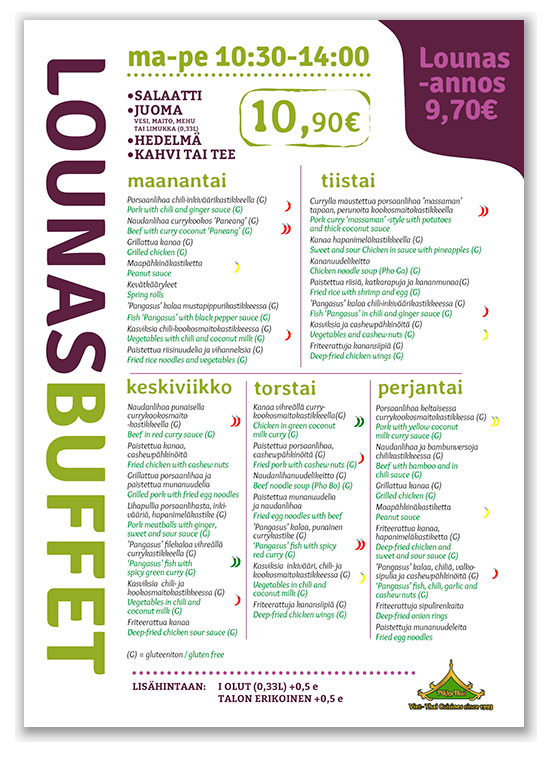 LOUNASBUFFET
ma-pe 10:30-14:00
Lounas
-annos
9,70€
•SALAATTI
•JUOMA
VESI, MAITO, MEHU
TAI LIMUKKA (0,33L)
•HEDELMÄ
•KAHVI TAI TEE
10,90€
maanantai
Porsaanlihaa chili-inkiväärikastikkeella (G)
Pork with chili and ginger sauce (G)
Naudanlihaa currykookos 'Paneang' (G)
Beef with curry coconut 'Paneang' (G)
Grillattua kanaa (G)
Grilled chicken (G)
Maapähkinäkastiketta
Peanut sauce
Kevätkääryleet
Spring rolls
'Pangasus' kalaa mustapippurikastikkeessa (G)
Fish 'Pangasus' with black pepper sauce (G)
Kasviksia chili-kookosmaitokastikkeessa (G)
Vegetables with chili and coconut milk (G)
Paistettua riisinuudelia ja vihanneksia (G)
Fried rice noodles and vegetables (G)
tiistai
Currylla maustettua porsaanlihaa 'massaman'
tapaan, perunoita kookosmaitokastikkeella
Pork curry 'massaman' -style with potatoes
and thick coconut sauce
Kanaa hapanimeläkastikkeella (G)
Sweet and sour Chicken in sauce with pineapples (G)
Kananuudelikeitto
Chicken noodle soup (Pho Ga) (G)
Paistettua riisiä, katkarapuja ja kananmunaa(G)
Fried rice with shrimp and egg (G)
'Pangasus' kalaa chili-inkiväärikastikkeessa (G)
Fish 'Pangasus' in chili and ginger sauce (G)
Kasviksia ja cashewpähkinöitä (G)
Vegetables and cashew nuts (G)
Friteerattuja kanansiipiä (G)
Deep-fried chicken wings (G)
keskiviikko
Naudanlihaa punaisella
currykookosmaito
-kastikkeella (G)
Beef in red curry sauce (G)
Paistettua kanaa,
cashewpähkinöitä
Fried chicken with cashew nuts
Grillattua porsaanlihaa ja
paistettua munanuudelia
Grilled pork with fried egg noodles
Lihapullia porsaanlihasta, inki-
vääriä, hapanimeläkastiketta (G)
Pork meatballs with ginger,
sweet and sour sauce (G)
'Pangasus' filekalaa vihreällä
currykastikkeella (G)
'Pangasus' fish with
spicy green curry (G)
Kasviksia chili- ja
kookosmaitokastikkeella (G)
Vegetables in chili and
coconut milk (G)
Friteerattua kanaa
Deep-fried chicken sour sauce (G)
torstai
Kanaa vihreällä curry-
kookosmaitokastikkeella(G)
Chicken in green coconut
milk curry (G)
Paistettua porsaanlihaa,
cashewpähkinöitä (G)
Fried pork with cashew nuts (G)
Naudanlihanuudelikeitto (G)
Beef noodle soup (Pho Bo) (G)
Paistettua munanuudelia
ja naudanlihaa
Fried egg noodles with beef
'Pangasus' kalaa, punainen
currykastike (G)
'Pangasus' fish with spicy
red curry (G)
Kasviksia inkivääri, chili- ja
kookosmaitokastikkeessa (G)
Vegetables in chili and
coconut milk (G)
Friteerattuja kanansiipiä (G)
Deep-fried chicken wings (G)
perjantai
Porsaanlihaa keltaisessa
currykookosmaitokastikkeessa (G)
Pork with yellow coconut
milk curry sauce (G)
Naudanlihaa ja bambunversoja
chilikastikkeessa (G)
Beef with bamboo and in
chili sauce (G)
Grillattua kanaa (G)
Grilled chicken (G)
Maapähkinäkastiketta (G)
Peanut sauce
Friteerattua kanaa,
hapanimeläkastiketta (G)
Deep-fried chicken and
sweet and sour sauce (G)
'Pangasus' kalaa, chiliä, valko-
sipulia ja cashewpähkinöitä (G)
'Pangasus' fish, chili, garlic and
cashew nuts (G)
Friteerattuja sipulirenkaita
Deep-fried onion rings
Paistettuja munanuudeleita
Fried egg noodles
(G) = gluteeniton / gluten free
LISÄHINTAAN: 1 OLUT (0,33L) +0,5 e
TALON ERIKOINEN +0,5 e
Viet- Thai Cuisines since 1993